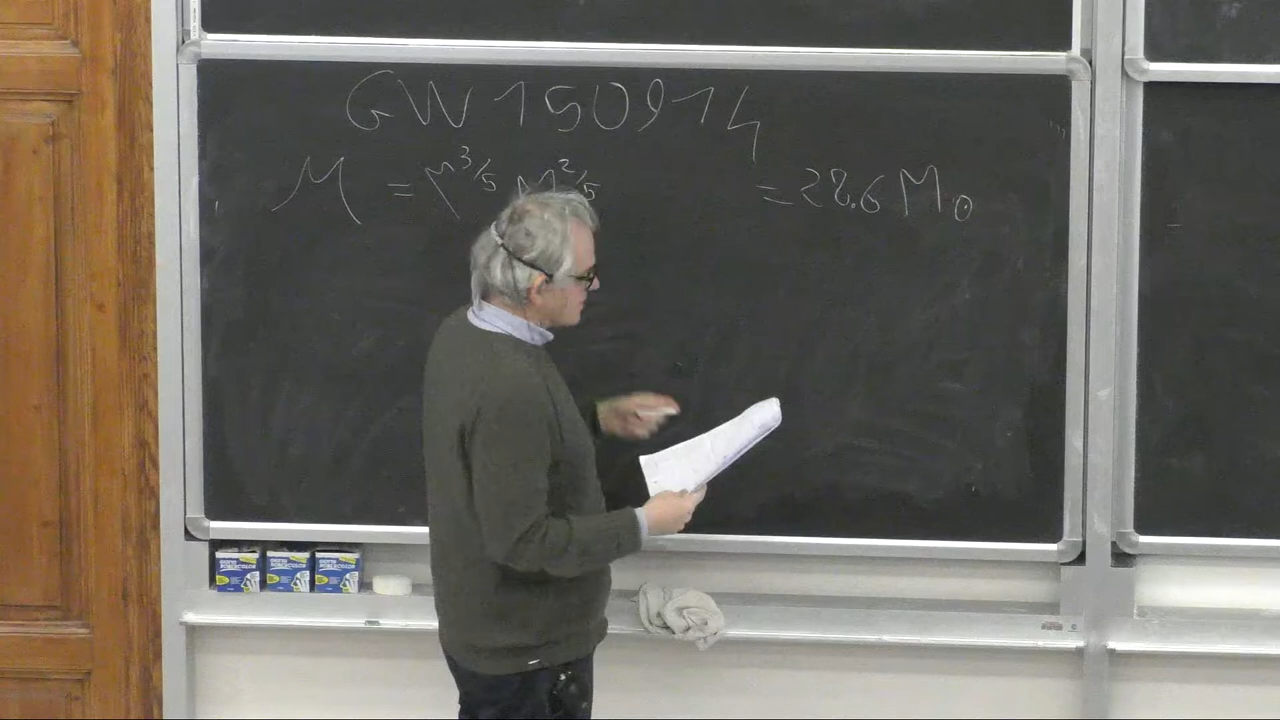 GW150914
M = μ^3/5 M^2/5 = 28.6 M⊙